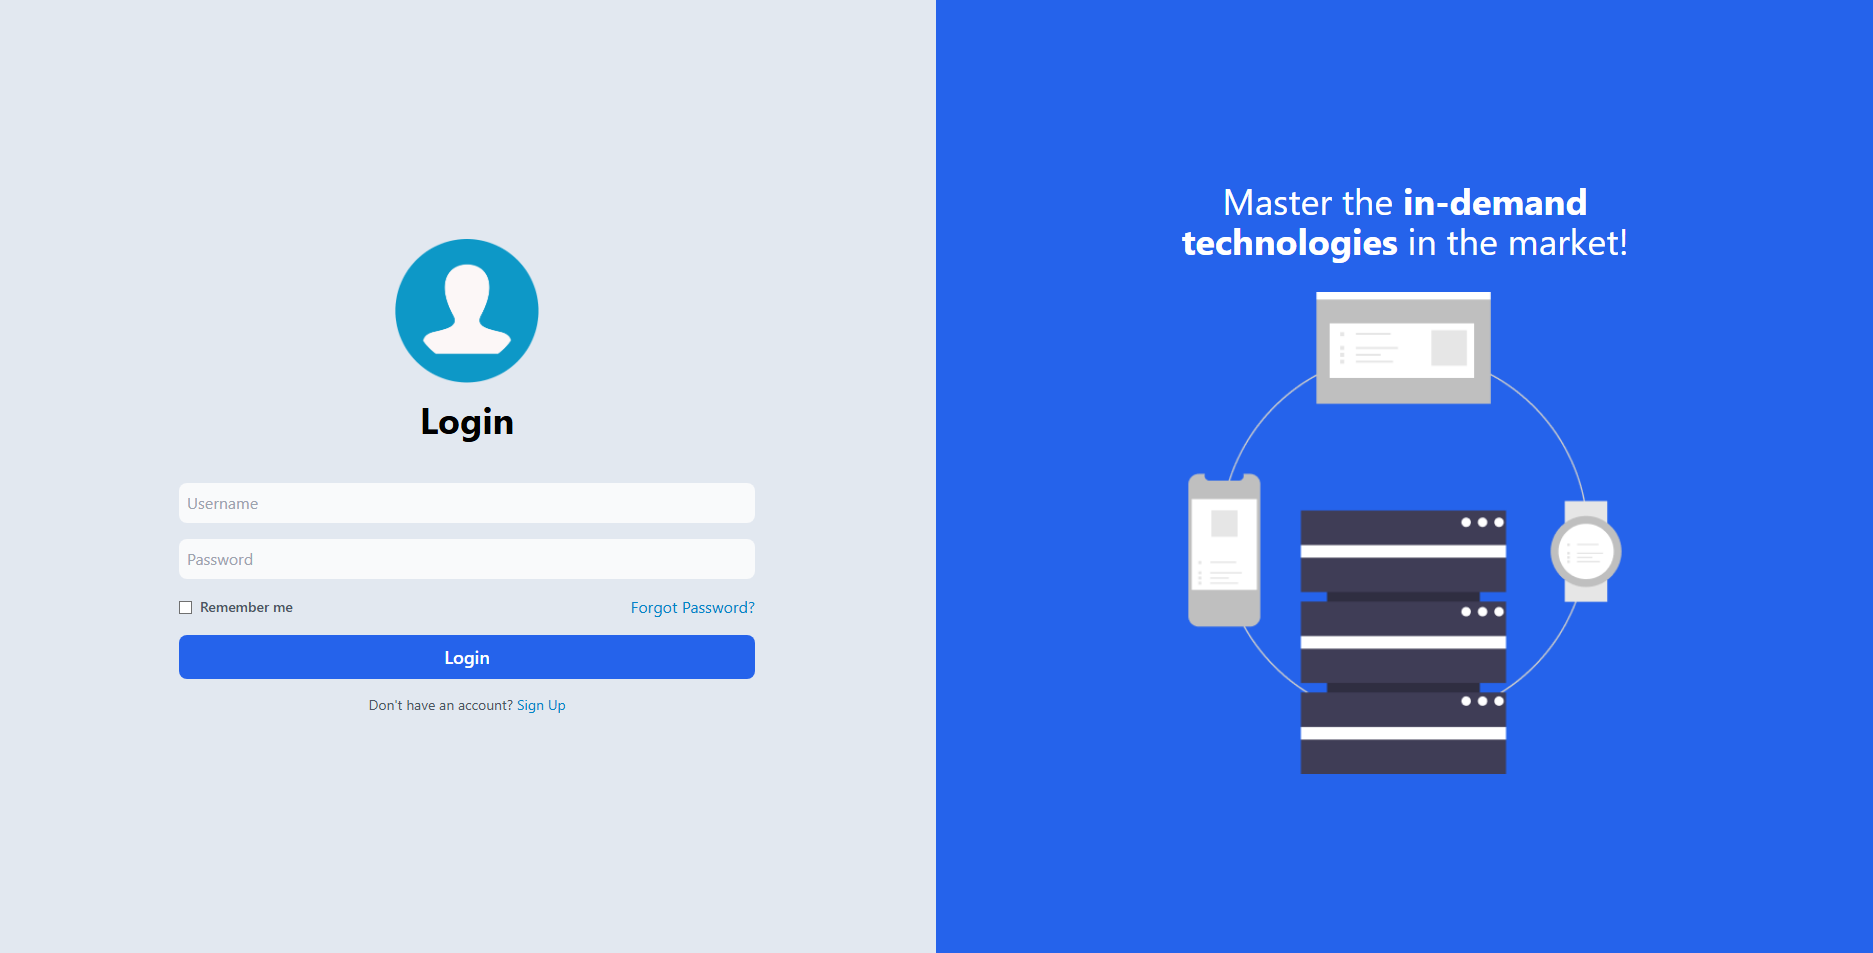 Login
Username
Password
Remember me
Forgot Password?
Login
Don't have an account? Sign Up
Master the in-demand
technologies in the market!